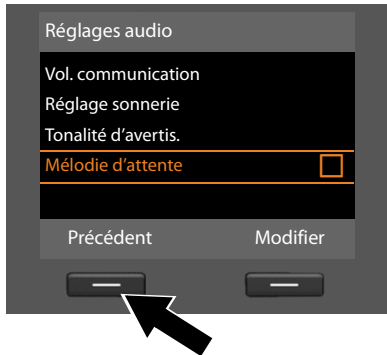 Réglages audio
Vol. communication
Réglage sonnerie
Tonalité d'avertis.
Mélodie d'attente
Précédent Modifier